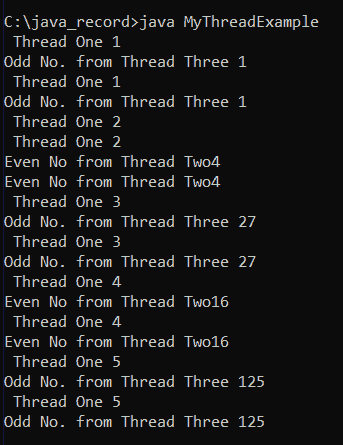 C:\java_record>java MyThreadExample
Thread One 1
Odd No. from Thread Three 1
Thread One 1
Odd No. from Thread Three 1
Thread One 2
Thread One 2
Even No from Thread Two4
Even No from Thread Two4
Thread One 3
Odd No. from Thread Three 27
Thread One 3
Odd No. from Thread Three 27
Thread One 4
Even No from Thread Two16
Thread One 4
Even No from Thread Two16
Thread One 5
Odd No. from Thread Three 125
Thread One 5
Odd No. from Thread Three 125